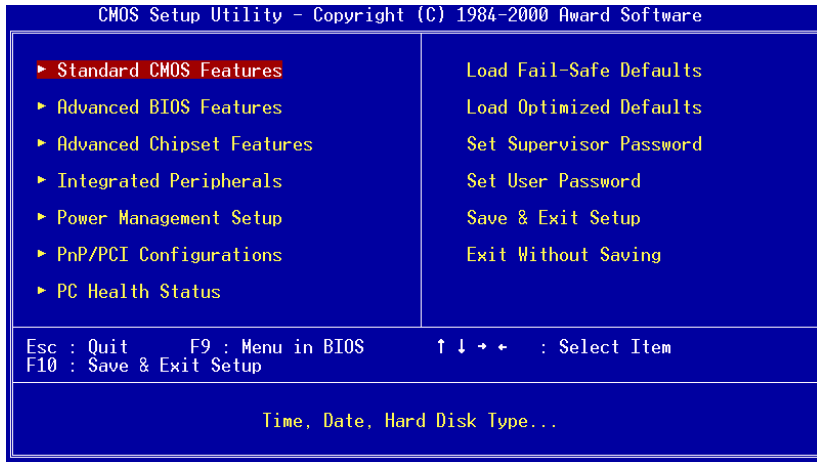 CMOS Setup Utility - Copyright (C) 1984-2000 Award Software
► Standard CMOS Features
► Advanced BIOS Features
► Advanced Chipset Features
► Integrated Peripherals
► Power Management Setup
► PnP/PCI Configurations
► PC Health Status
Load Fail-Safe Defaults
Load Optimized Defaults
Set Supervisor Password
Set User Password
Save & Exit Setup
Exit Without Saving
Esc : Quit F9 : Menu in BIOS ↑ ↓ → ← : Select Item
F10 : Save & Exit Setup
Time, Date, Hard Disk Type...